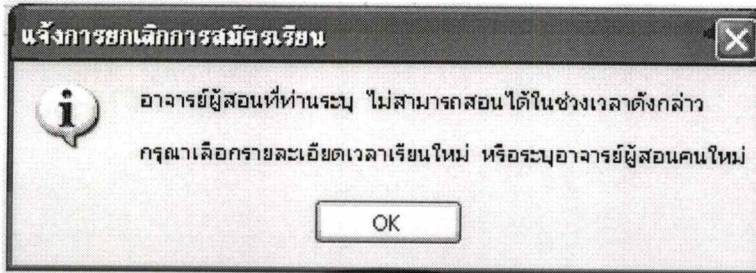 แจ้งการยกเลิกการสมัครเรียน
อาจารย์ผู้สอนที่ท่านระบุ ไม่สามารถสอนได้ในช่วงเวลาดังกล่าว
กรุณาเลือกรายละเอียดเวลาเรียนใหม่ หรือระบุอาจารย์ผู้สอนคนใหม่
OK